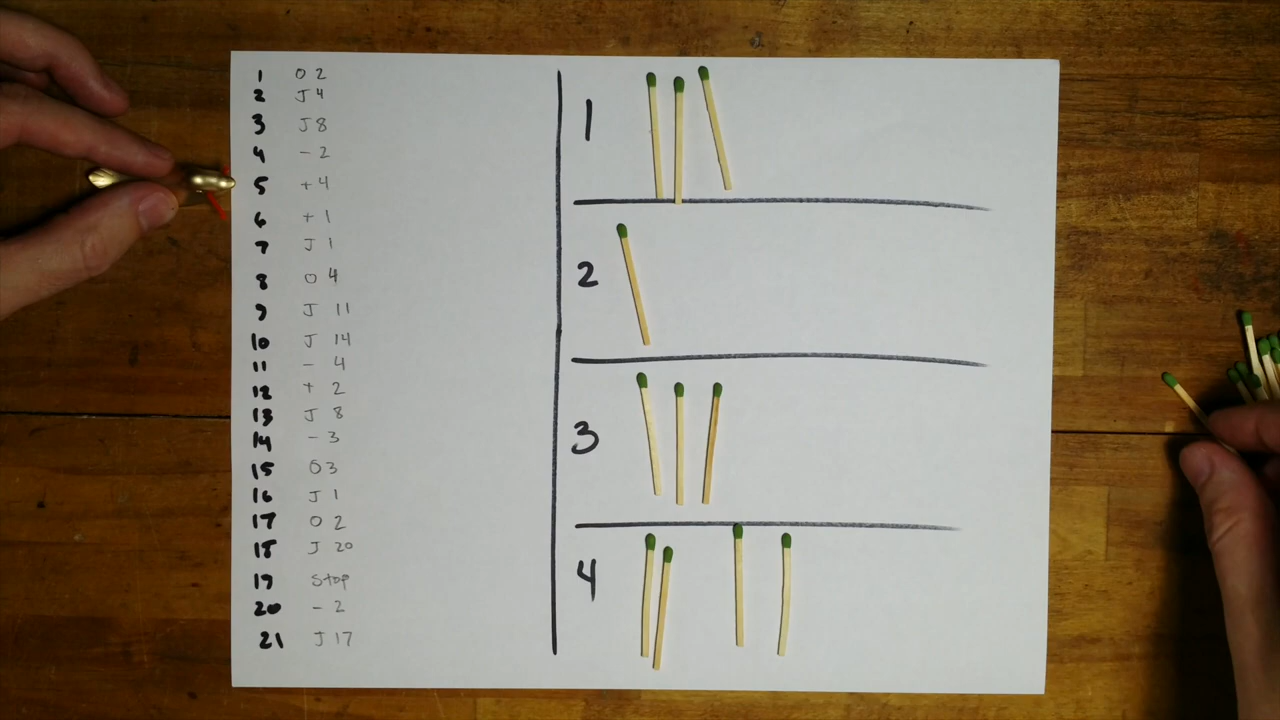 1 O 2
2 J 4
3 J 8
4 - 2
5 + 4
6 + 1
7 J 1
8 O 4
9 J 11
10 J 14
11 - 4
12 + 2
13 J 8
14 - 3
15 O 3
16 J 1
17 O 2
18 J 20
19 Stop
20 - 2
21 J 17
1
2
3
4